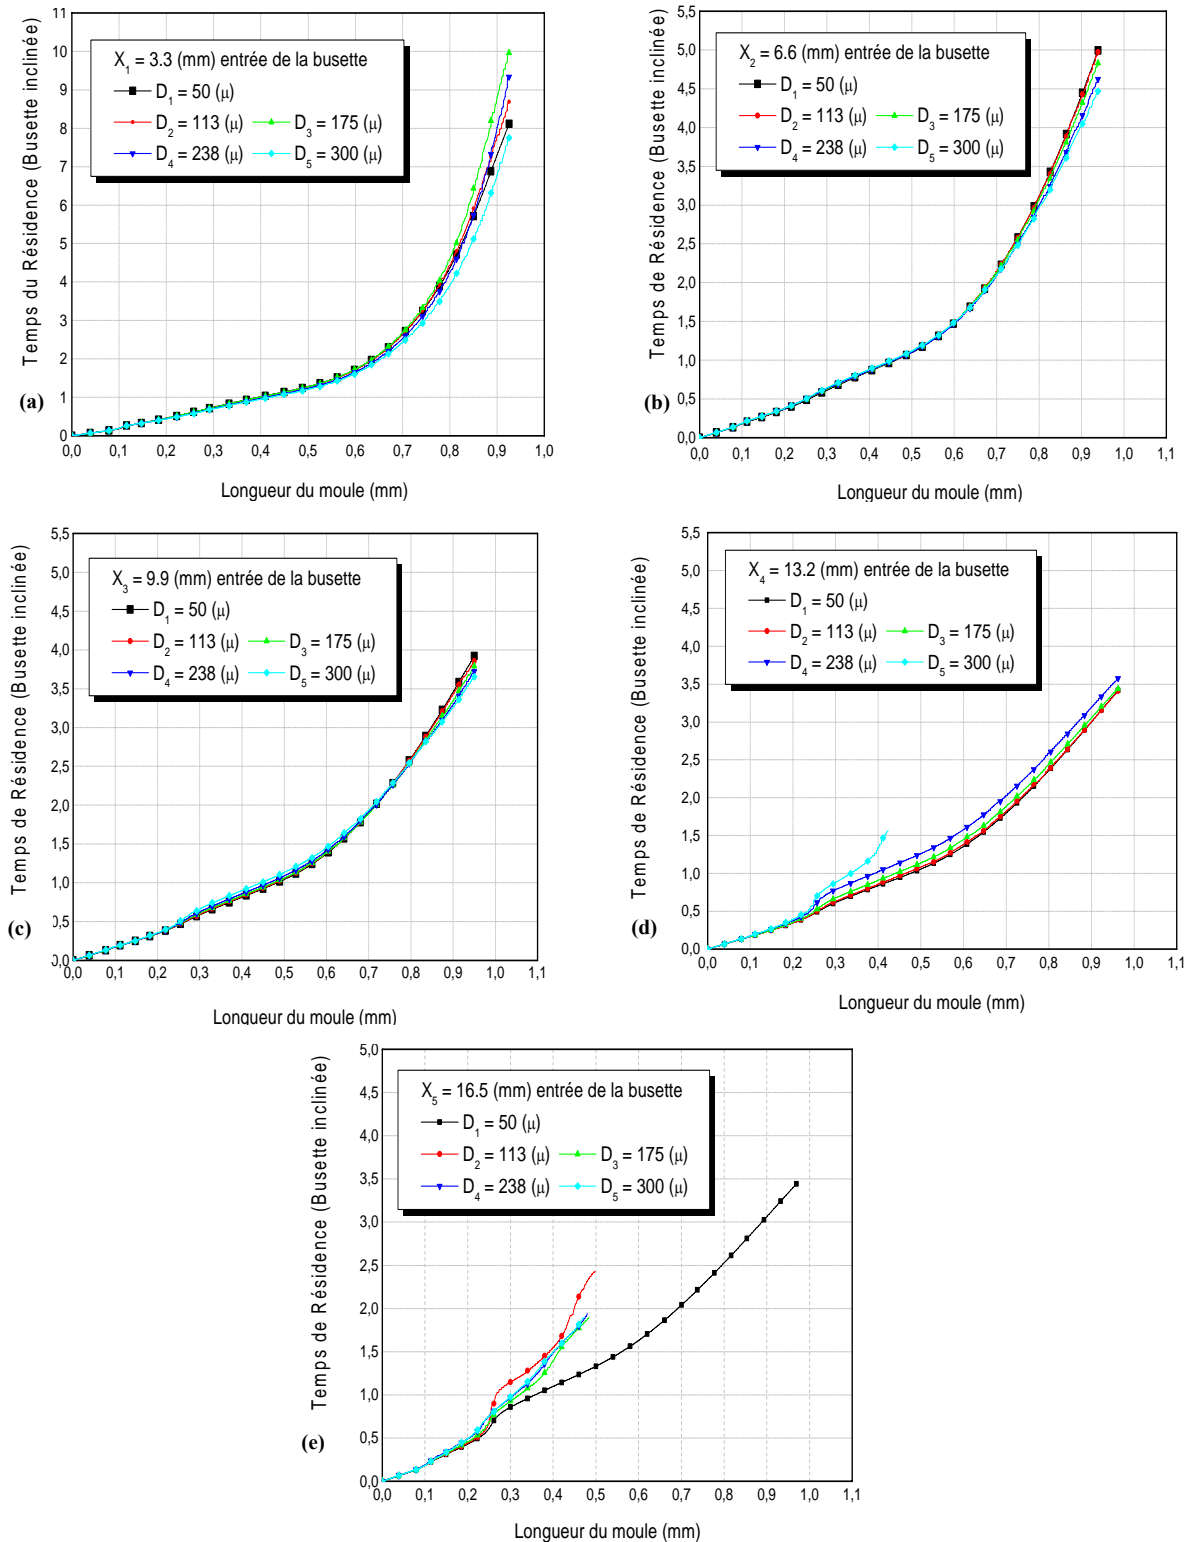 11
10
9
8
7
6
5
4
3
2
1
0
Temps du Résidence (Busette inclinée)
X1 = 3.3 (mm) entrée de la busette
D1 = 50 (μ)
D2 = 113 (μ) D3 = 175 (μ)
D4 = 238 (μ) D5 = 300 (μ)
(a)
0,0 0,1 0,2 0,3 0,4 0,5 0,6 0,7 0,8 0,9 1,0
Longueur du moule (mm)
5,5
5,0
4,5
4,0
3,5
3,0
2,5
2,0
1,5
1,0
0,5
0,0
Temps de Résidence (Busette inclinée)
X2 = 6.6 (mm) entrée de la busette
D1 = 50 (μ)
D2 = 113 (μ) D3 = 175 (μ)
D4 = 238 (μ) D5 = 300 (μ)
(b)
0,0 0,1 0,2 0,3 0,4 0,5 0,6 0,7 0,8 0,9 1,0 1,1
Longueur du moule (mm)
5,5
5,0
4,5
4,0
3,5
3,0
2,5
2,0
1,5
1,0
0,5
0,0
Temps de Résidence (Busette inclinée)
X3 = 9.9 (mm) entrée de la busette
D1 = 50 (μ)
D2 = 113 (μ) D3 = 175 (μ)
D4 = 238 (μ) D5 = 300 (μ)
(c)
0,0 0,1 0,2 0,3 0,4 0,5 0,6 0,7 0,8 0,9 1,0 1,1
Longueur du moule (mm)
5,5
5,0
4,5
4,0
3,5
3,0
2,5
2,0
1,5
1,0
0,5
0,0
Temps de Résidence (Busette inclinée)
X4 = 13.2 (mm) entrée de la busette
D1 = 50 (μ)
D2 = 113 (μ) D3 = 175 (μ)
D4 = 238 (μ) D5 = 300 (μ)
(d)
0,0 0,1 0,2 0,3 0,4 0,5 0,6 0,7 0,8 0,9 1,0 1,1
Longueur du moule (mm)
5,0
4,5
4,0
3,5
3,0
2,5
2,0
1,5
1,0
0,5
0,0
Temps de Résidence (Busette inclinée)
X5 = 16.5 (mm) entrée de la busette
D1 = 50 (μ)
D2 = 113 (μ) D3 = 175 (μ)
D4 = 238 (μ) D5 = 300 (μ)
(e)
0,0 0,1 0,2 0,3 0,4 0,5 0,6 0,7 0,8 0,9 1,0 1,1
Longueur du moule (mm)